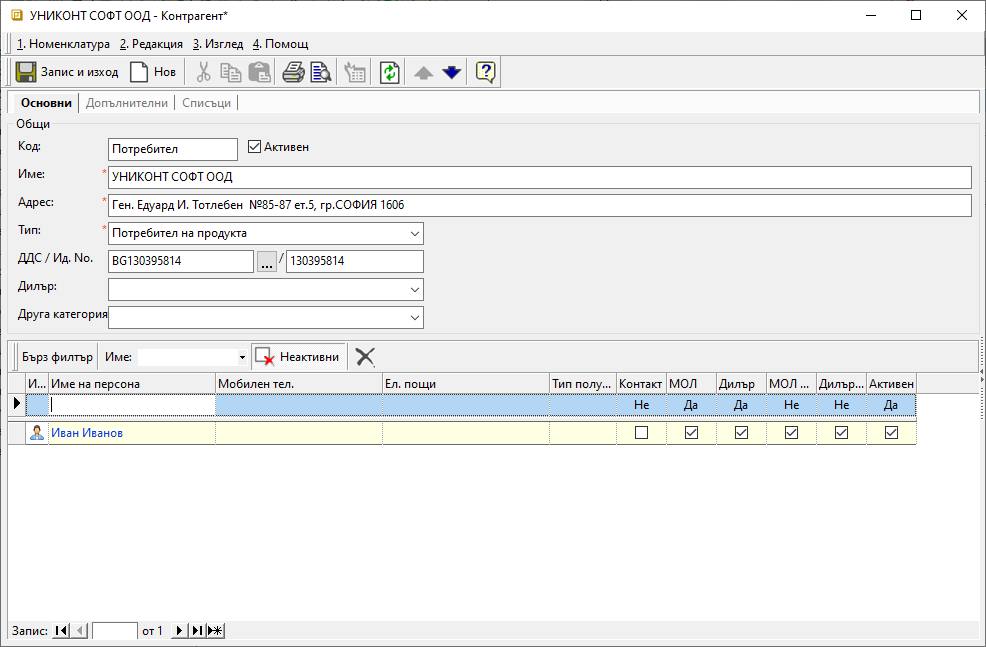 УНИКОНТ СОФТ ООД - Контрагент*
1. Номенклатура 2. Редакция 3. Изглед 4. Помощ
Запис и изход Нов
Основни Допълнителни Списъци
Общи
Код: Потребител Активен
Име: * УНИКОНТ СОФТ ООД
Адрес: * Ген. Едуард И. Тотлебен №85-87 ет.5, гр.СОФИЯ 1606
Тип: * Потребител на продукта
ДДС / Ид. No. BG130395814 ... / 130395814
Дилър:
Друга категория
Бърз филтър Име: Неактивни
И... Име на персона Мобилен тел. Ел. пощи Тип полу... Контакт МОЛ Дилър МОЛ ... Дилър... Активен
Не Да Да Не Не Да
Иван Иванов
Запис: от 1